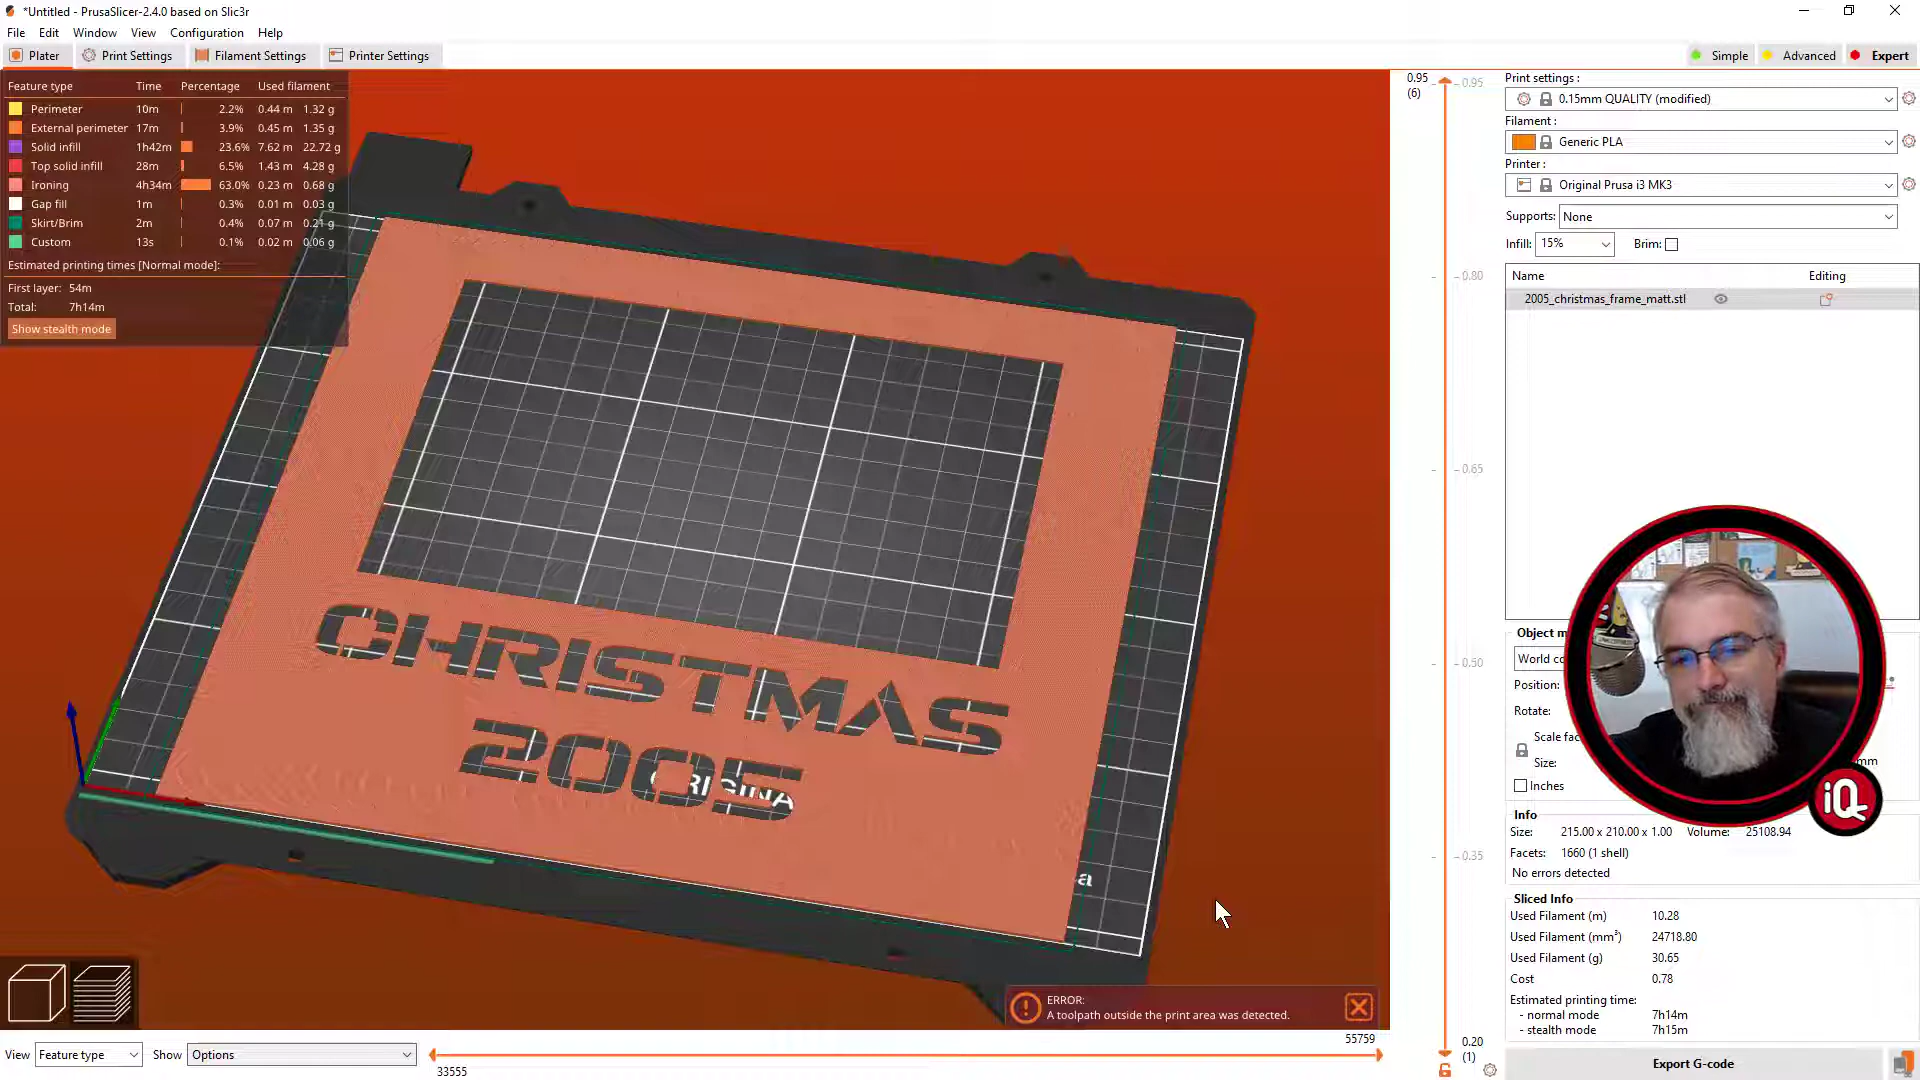 *Untitled - PrusaSlicer-2.4.0 based on Slic3r
File Edit Window View Configuration Help
Plater Print Settings Filament Settings Printer Settings Simple Advanced Expert
Feature type Time Percentage Used filament
Perimeter 10m 2.2% 0.44 m 1.32 g
External perimeter 17m 3.9% 0.45 m 1.35 g
Solid infill 1h42m 23.6% 7.62 m 22.72 g
Top solid infill 28m 6.5% 1.43 m 4.28 g
Ironing 4h34m 63.0% 0.23 m 0.68 g
Gap fill 1m 0.3% 0.01 m 0.03 g
Skirt/Brim 2m 0.4% 0.07 m 0.21 g
Custom 13s 0.1% 0.02 m 0.06 g
Estimated printing times [Normal mode]:
First layer: 54m
Total: 7h14m
Show stealth mode
CHRISTMAS
2005
ORIGINA
a
ERROR:
A toolpath outside the print area was detected.
0.95
(6)
0.95
0.80
0.65
0.50
0.35
0.20
(1)
55759
33555
View Feature type Show Options
Print settings :
0.15mm QUALITY (modified)
Filament :
Generic PLA
Printer :
Original Prusa i3 MK3
Supports: None
Infill: 15% Brim:
Name Editing
2005_christmas_frame_matt.stl
Object m
World co
Position:
Rotate:
Scale fac
Size: mm
Inches
iQ
Info
Size: 215.00 x 210.00 x 1.00 Volume: 25108.94
Facets: 1660 (1 shell)
No errors detected
Sliced Info
Used Filament (m) 10.28
Used Filament (mm³) 24718.80
Used Filament (g) 30.65
Cost 0.78
Estimated printing time:
- normal mode 7h14m
- stealth mode 7h15m
Export G-code